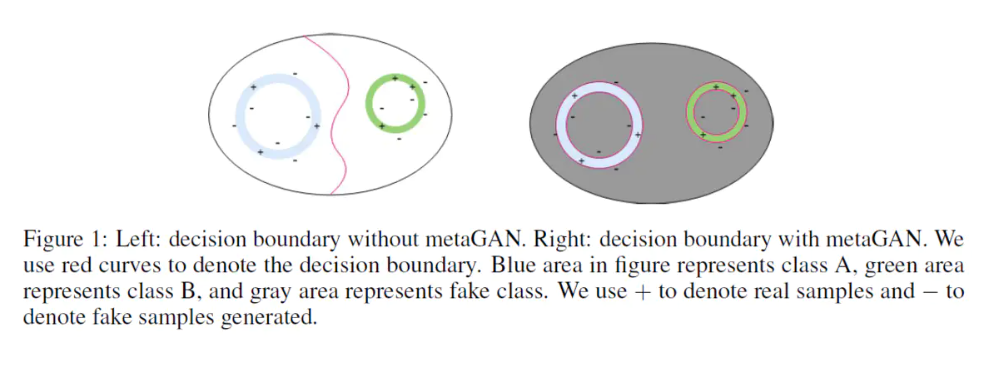 Figure 1: Left: decision boundary without metaGAN. Right: decision boundary with metaGAN. We
use red curves to denote the decision boundary. Blue area in figure represents class A, green area
represents class B, and gray area represents fake class. We use + to denote real samples and − to
denote fake samples generated.